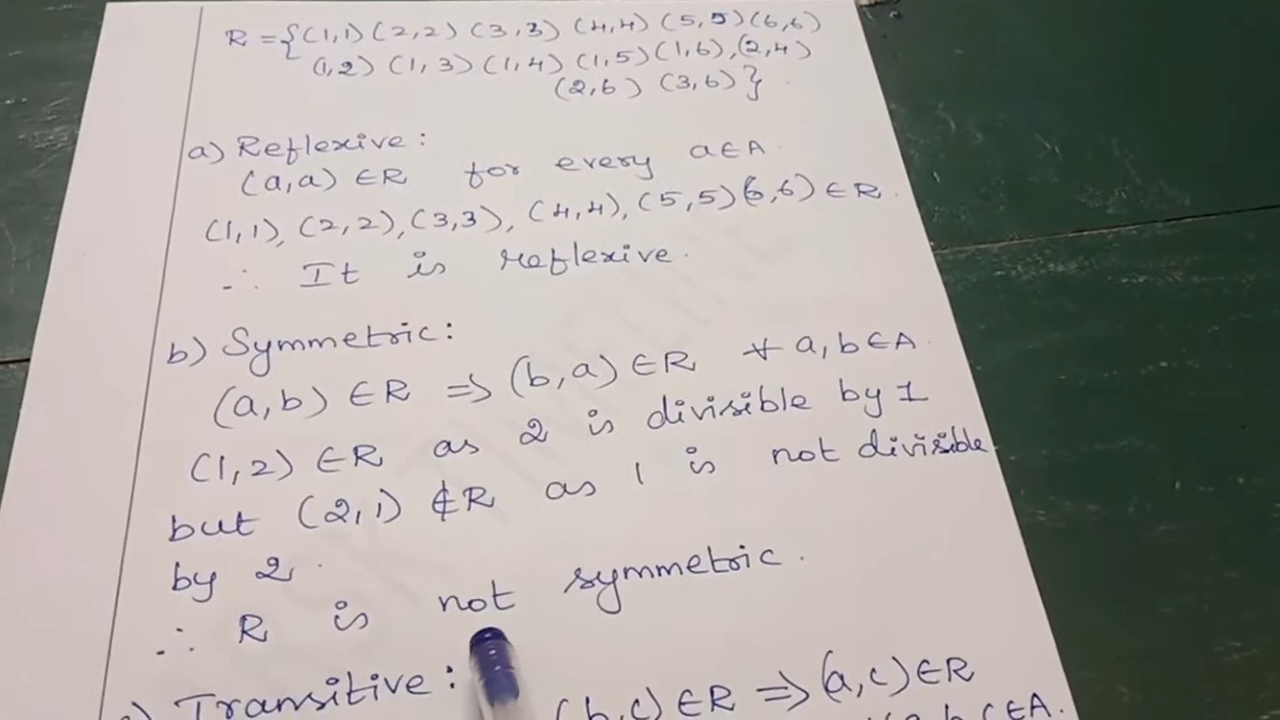 R = {(1,1) (2,2) (3,3) (4,4) (5,5) (6,6)
(1,2) (1,3) (1,4) (1,5) (1,6), (2,4)
(2,6) (3,6)}
a) Reflexive:
(a,a) ∈R for every a∈A
(1,1), (2,2), (3,3), (4,4), (5,5) (6,6) ∈ R.
∴ It is reflexive.
b) Symmetric:
(a,b) ∈R ⇒ (b,a) ∈R ∀ a,b∈A
(1,2) ∈R as 2 is divisible by 1
but (2,1) ∉R as 1 is not divisible
by 2.
∴ R is not symmetric.
Transitive:
(b,c) ∈R ⇒ (a,c) ∈R
c∈A.